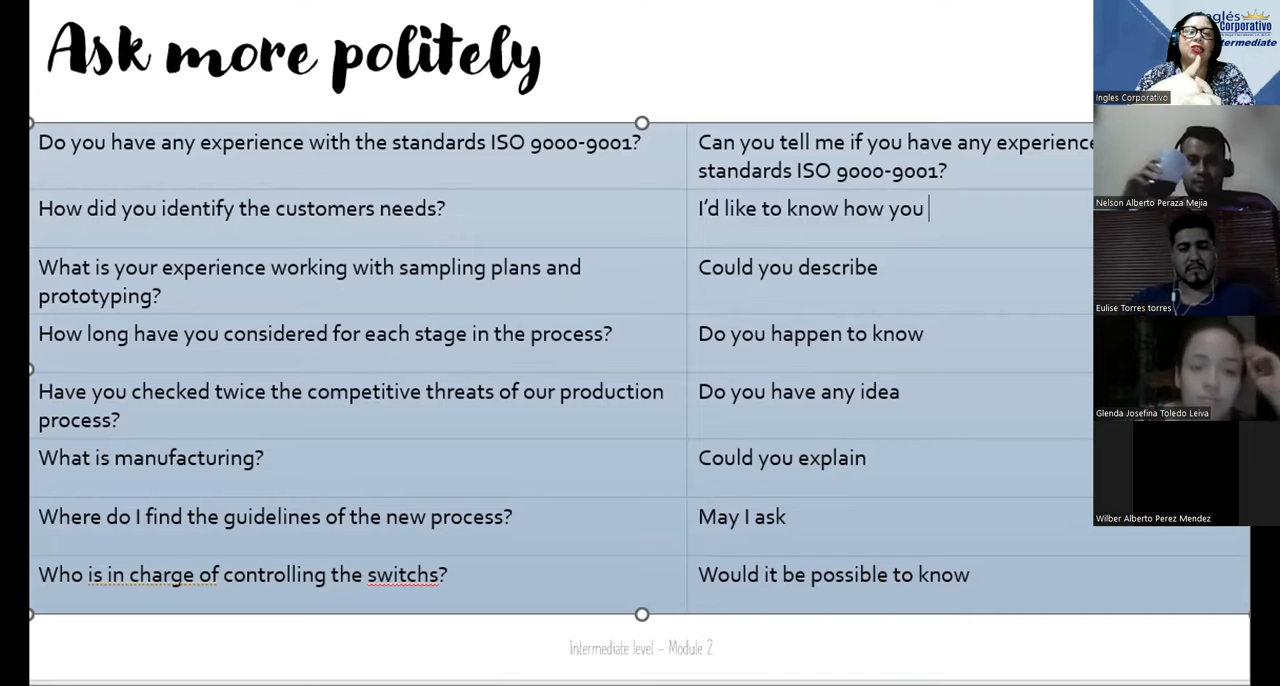 Ask more politely
Do you have any experience with the standards ISO 9000-9001?
Can you tell me if you have any experience
standards ISO 9000-9001?
How did you identify the customers needs?
I'd like to know how you
What is your experience working with sampling plans and
prototyping?
Could you describe
How long have you considered for each stage in the process?
Do you happen to know
Have you checked twice the competitive threats of our production
process?
Do you have any idea
What is manufacturing?
Could you explain
Where do I find the guidelines of the new process?
May I ask
Who is in charge of controlling the switchs?
Would it be possible to know
Intermediate level - Module 2
Corporativo
Ingles Corporativo
Nelson Alberto Peraza Mejia
Eulise Torres torres
Glenda Josefina Toledo Leiva
Wilber Alberto Perez Mendez